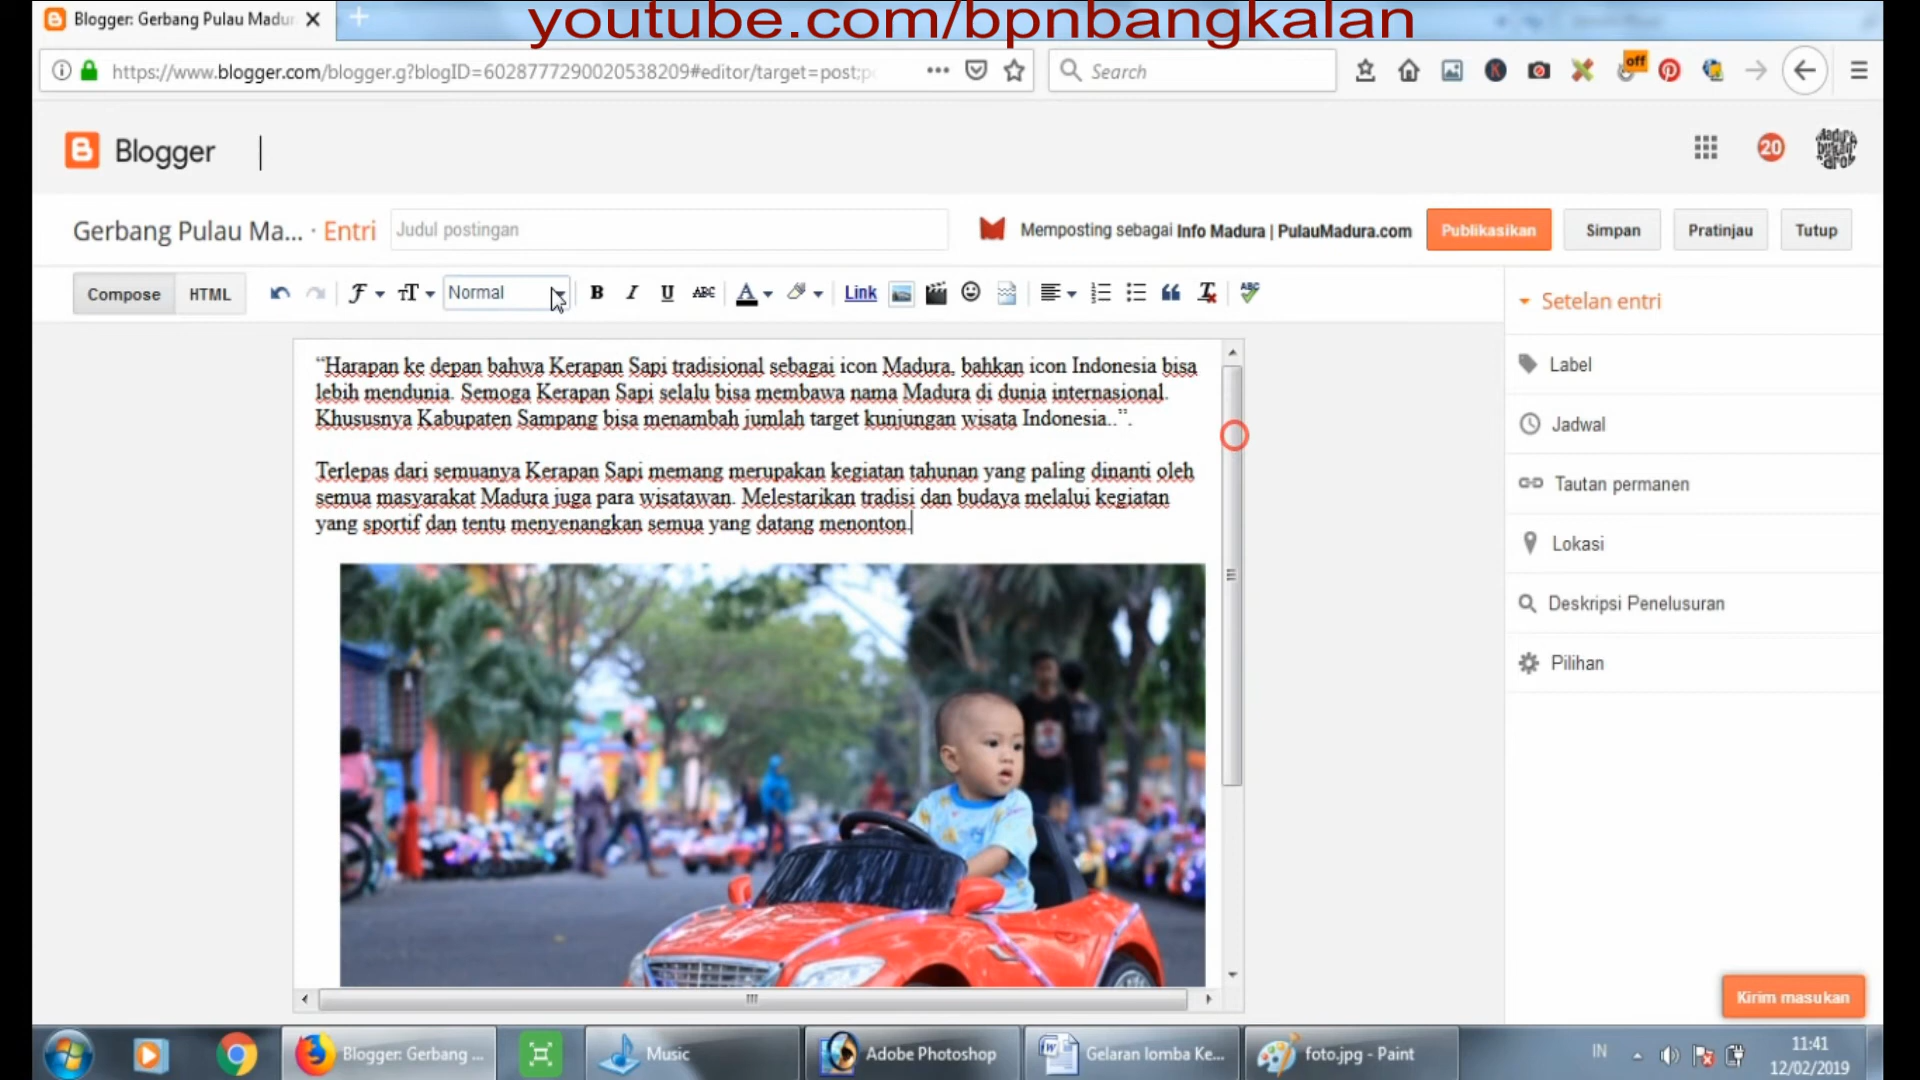 youtube.com/bpnbangkalan
Blogger: Gerbang Pulau Madur
https://www.blogger.com/blogger.g?blogID=6028777290020538209#editor/target=post;p
Search
off
Blogger
20
Gerbang Pulau Ma... · Entri
Judul postingan
Memposting sebagai Info Madura | PulauMadura.com
Publikasikan
Simpan
Pratinjau
Tutup
Compose
HTML
Normal
B I U ABC A
Link
ABC
Setelan entri
Label
Jadwal
Tautan permanen
Lokasi
Deskripsi Penelusuran
Pilihan
“Harapan ke depan bahwa Kerapan Sapi tradisional sebagai icon Madura, bahkan icon Indonesia bisa
lebih mendunia. Semoga Kerapan Sapi selalu bisa membawa nama Madura di dunia internasional.
Khususnya Kabupaten Sampang bisa menambah jumlah target kunjungan wisata Indonesia..”.
Terlepas dari semuanya Kerapan Sapi memang merupakan kegiatan tahunan yang paling dinanti oleh
semua masyarakat Madura juga para wisatawan. Melestarikan tradisi dan budaya melalui kegiatan
yang sportif dan tentu menyenangkan semua yang datang menonton
Kirim masukan
Blogger: Gerbang ...
Music
Adobe Photoshop
Gelaran lomba Ke...
foto.jpg - Paint
IN
11:41
12/02/2019